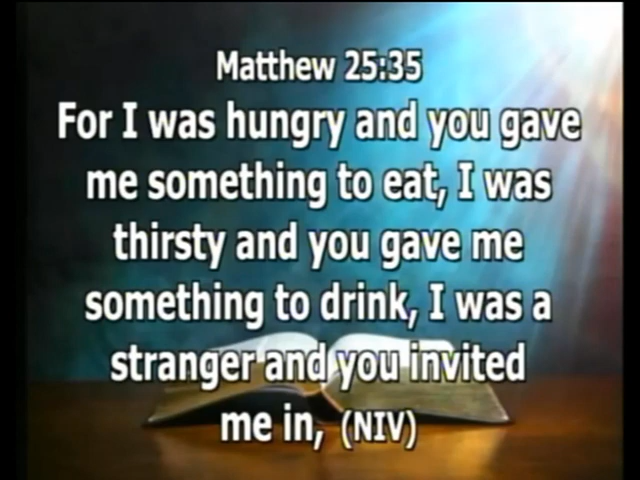 Matthew 25:35
For I was hungry and you gave
me something to eat, I was
thirsty and you gave me
something to drink, I was a
stranger and you invited
me in, (NIV)